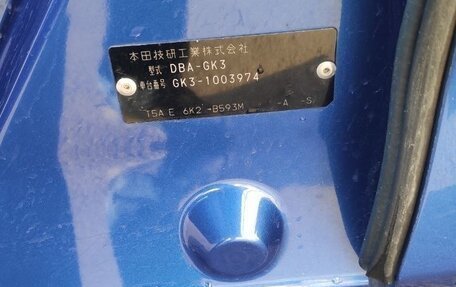 本田技研工業株式会社
型式 DBA-GK3
車台番号 GK3-1003974
T5A E 6K2 -B593M -A -S